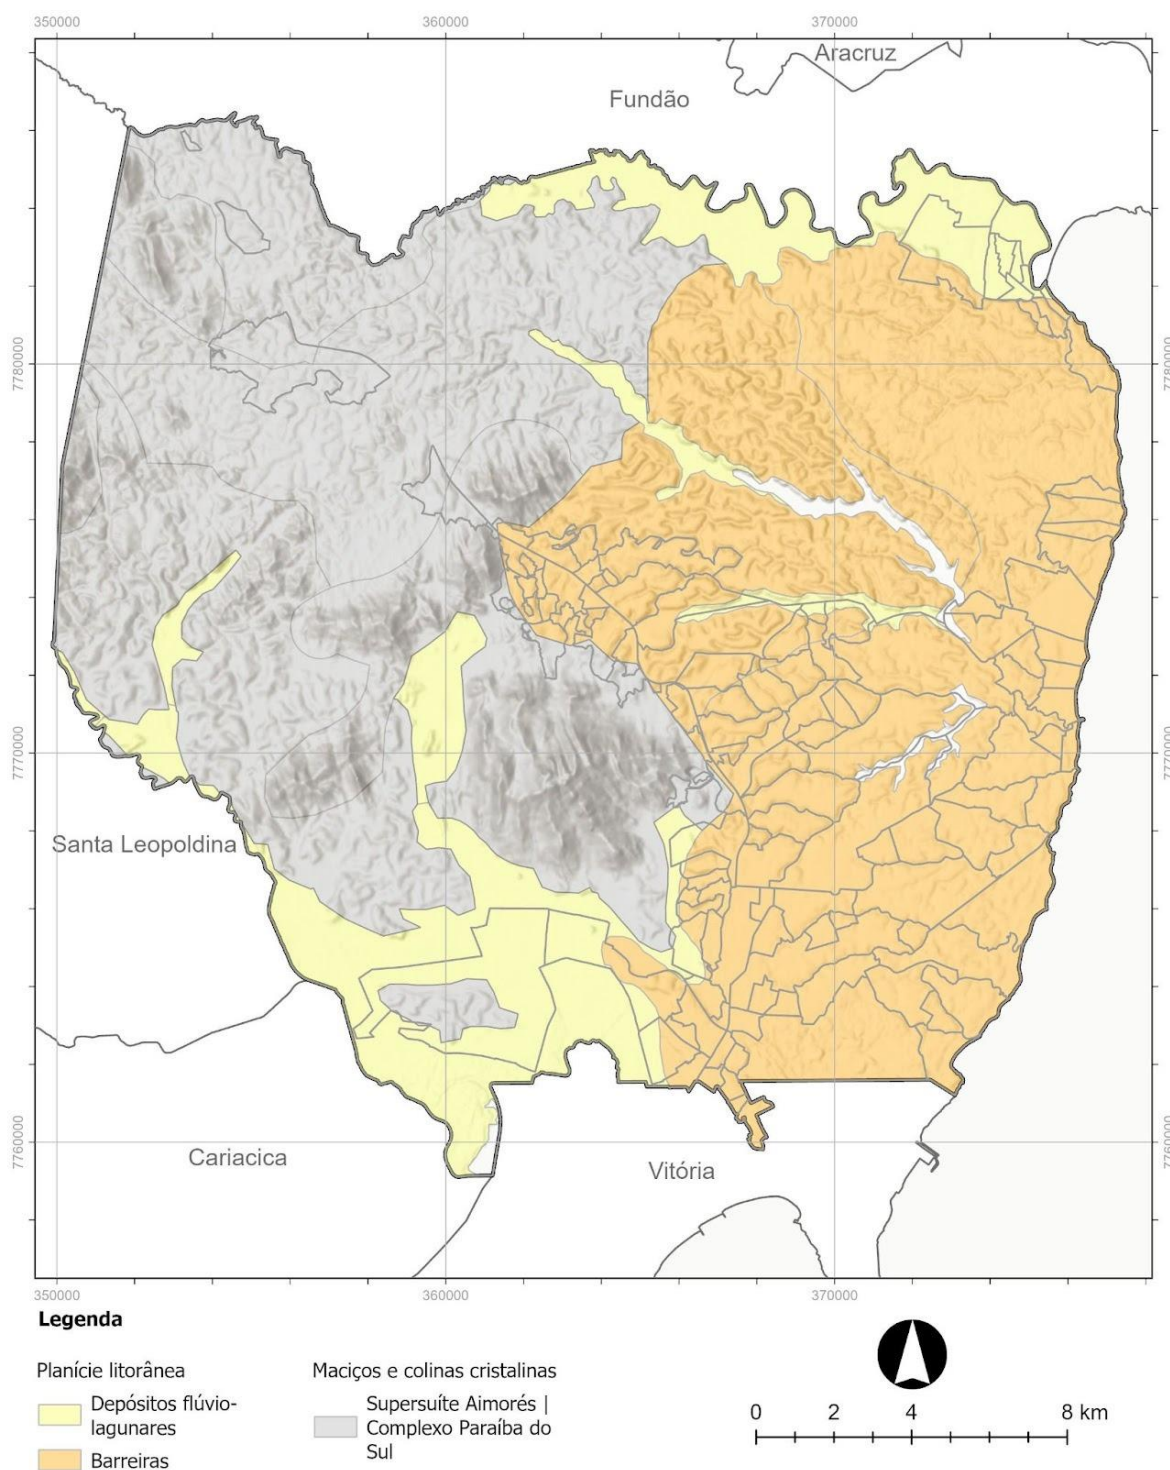 350000
360000
370000
Aracruz
Fundão
7780000
7780000
7770000
7770000
Santa Leopoldina
7760000
7760000
Cariacica
Vitória
350000
360000
370000
Legenda
Planície litorânea
Depósitos flúvio-
lagunares
Barreiras
Maciços e colinas cristalinas
Supersuíte Aimorés |
Complexo Paraíba do
Sul
0 2 4 8 km